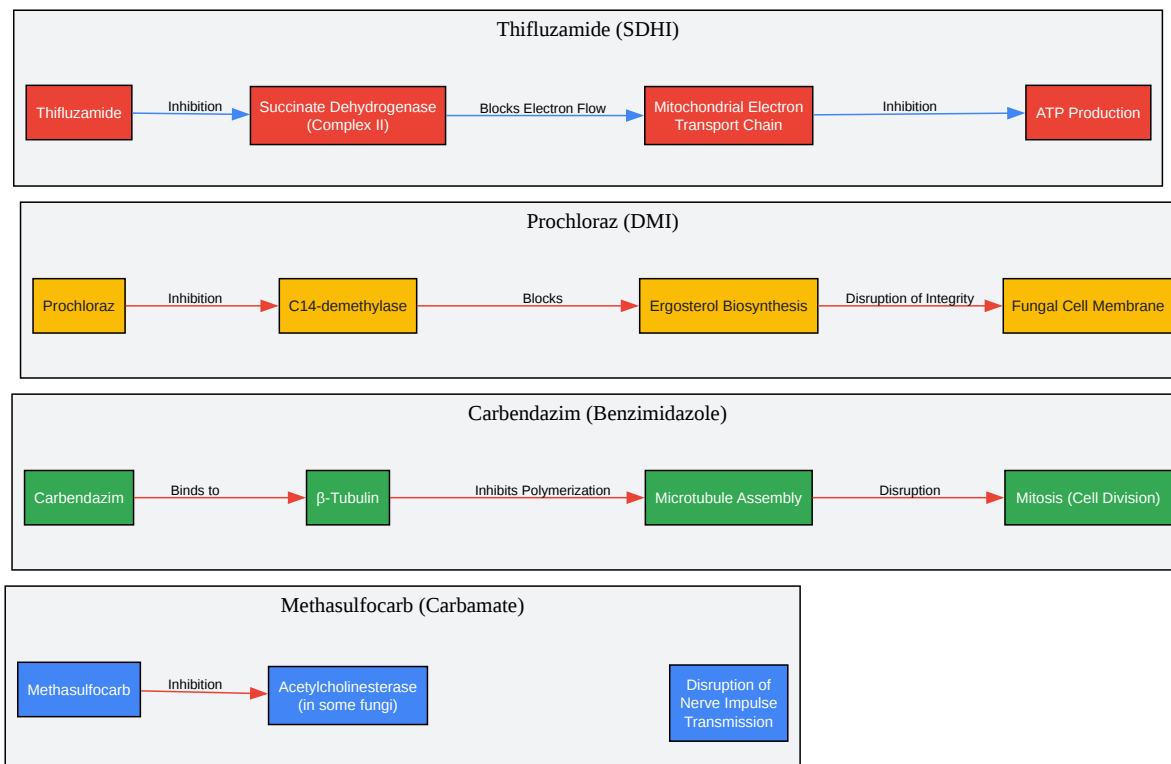 Thifluzamide (SDHI)
Thifluzamide
Inhibition
Succinate Dehydrogenase
(Complex II)
Blocks Electron Flow
Mitochondrial Electron
Transport Chain
Inhibition
ATP Production
Prochloraz (DMI)
Prochloraz
Inhibition
C14-demethylase
Blocks
Ergosterol Biosynthesis
Disruption of Integrity
Fungal Cell Membrane
Carbendazim (Benzimidazole)
Carbendazim
Binds to
β-Tubulin
Inhibits Polymerization
Microtubule Assembly
Disruption
Mitosis (Cell Division)
Methasulfocarb (Carbamate)
Methasulfocarb
Inhibition
Acetylcholinesterase
(in some fungi)
Disruption of
Nerve Impulse
Transmission